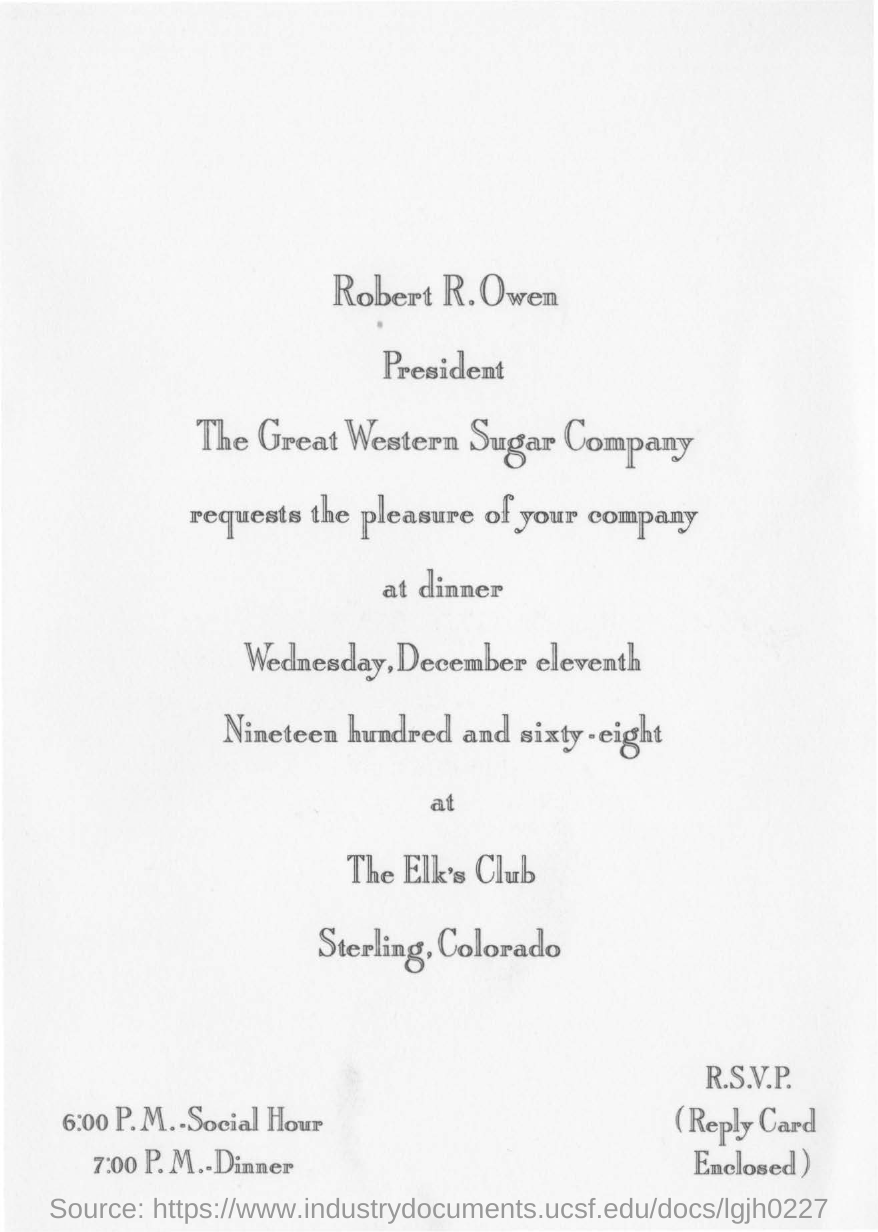 Robert R. Owen
President
The Great Western Sugar Company
requests the pleasure of your company
at dinner
Wednesday, December eleventh
Nineteen hundred and sixty-eight
at
The Elk's Club
Sterling, Colorado
6:00 P.M.-Social Hour
7:00 P.M.-Dinner
R.S.V.P.
(Reply Card
Enclosed)
Source: https://www.industrydocuments.ucsf.edu/docs/lgjh0227